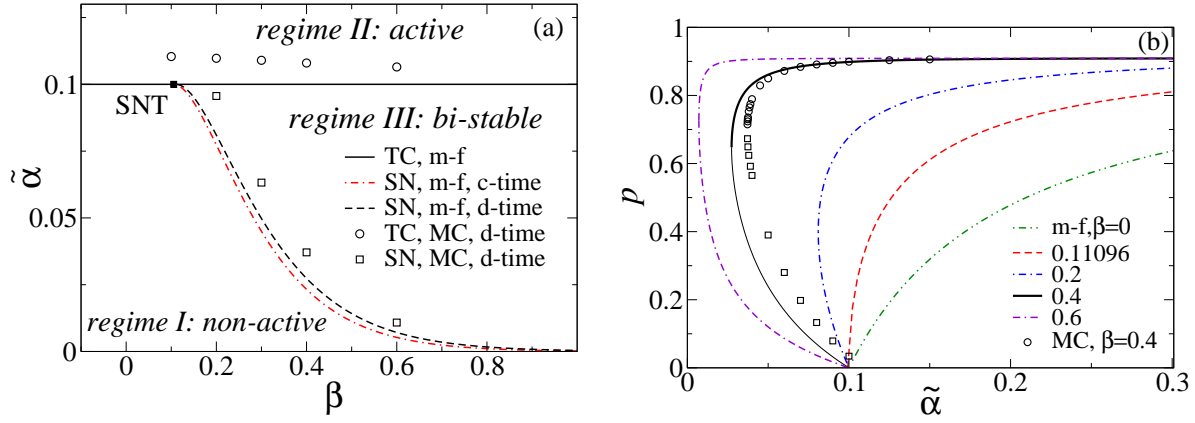 regime II: active
(a)
0.1
SNT
regime III: bi-stable
TC, m-f
SN, m-f, c-time
SN, m-f, d-time
TC, MC, d-time
SN, MC, d-time
0.05
α̃
regime I: non-active
0
0 0.2 0.4 0.6 0.8
β
(b)
1
0.8
0.6
p
0.4
0.2
0
m-f,β=0
0.11096
0.2
0.4
0.6
MC, β=0.4
0 0.1 0.2 0.3
α̃